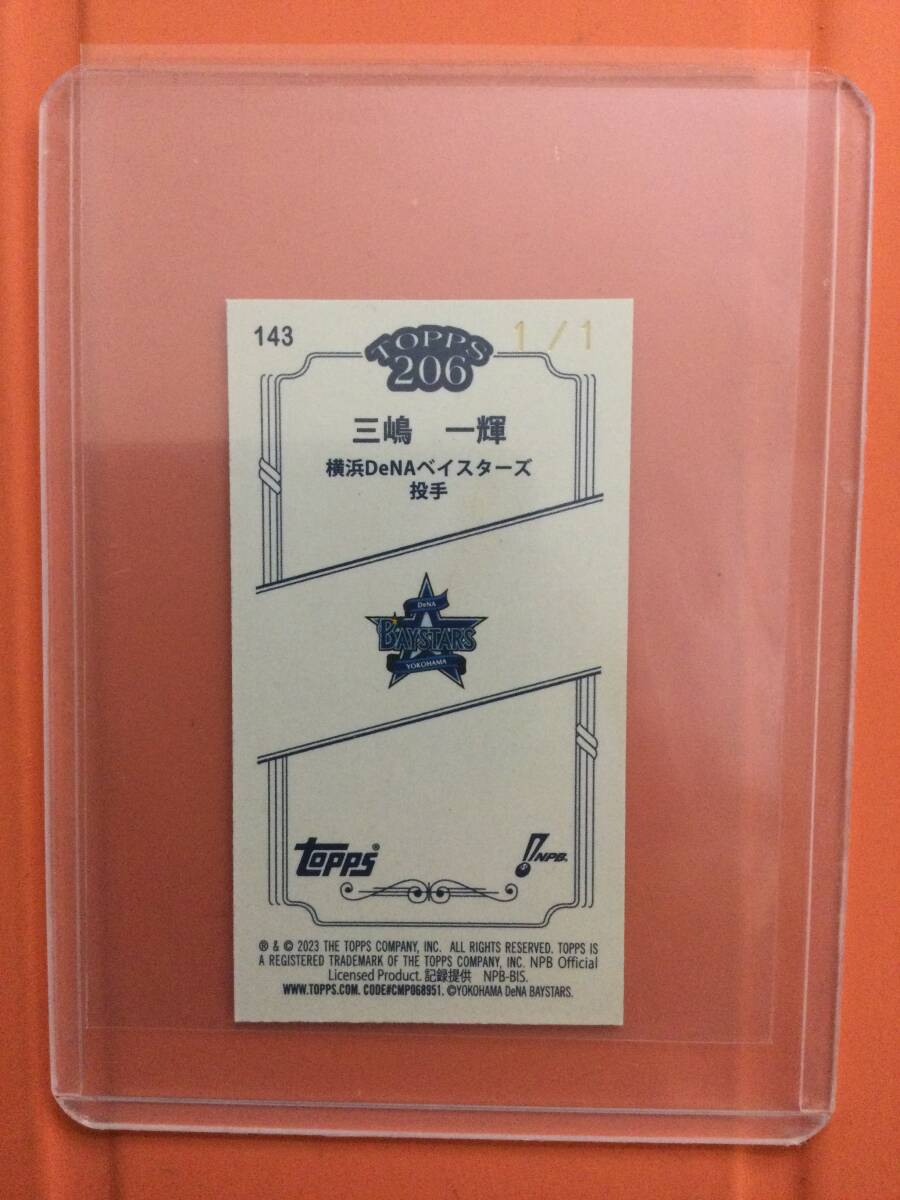 143
1/1
TOPPS
206
三嶋 一輝
横浜DeNAベイスターズ
投手
DeNA
BAYSTARS
YOKOHAMA
topps®
NPB.
® & © 2023 THE TOPPS COMPANY, INC. ALL RIGHTS RESERVED. TOPPS IS
A REGISTERED TRADEMARK OF THE TOPPS COMPANY, INC. NPB Official
Licensed Product. 記録提供 NPB-BIS.
WWW.TOPPS.COM. CODE#CMP068951. ©YOKOHAMA DeNA BAYSTARS.